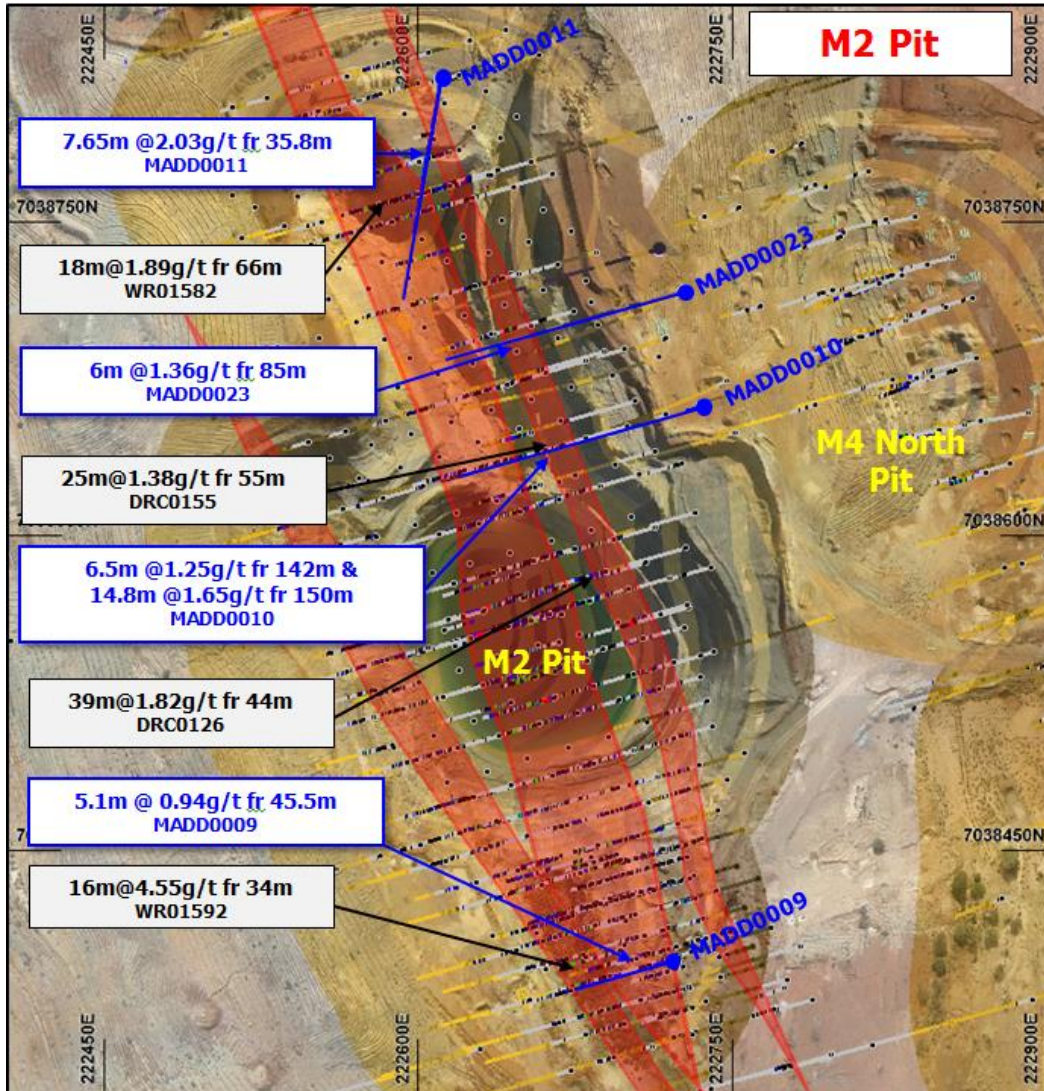 222450E
222600E
222750E
222900E
M2 Pit
MADD0011
7.65m @2.03g/t fr 35.8m
MADD0011
7038750N
7038750N
18m@1.89g/t fr 66m
WR01582
MADD0023
6m @1.36g/t fr 85m
MADD0023
MADD0010
M4 North
Pit
25m@1.38g/t fr 55m
DRC0155
7038600N
6.5m @1.25g/t fr 142m &
14.8m @1.65g/t fr 150m
MADD0010
M2 Pit
39m@1.82g/t fr 44m
DRC0126
5.1m @ 0.94g/t fr 45.5m
MADD0009
7038450N
16m@4.55g/t fr 34m
WR01592
MADD0009
222450E
222600E
222750E
222900E